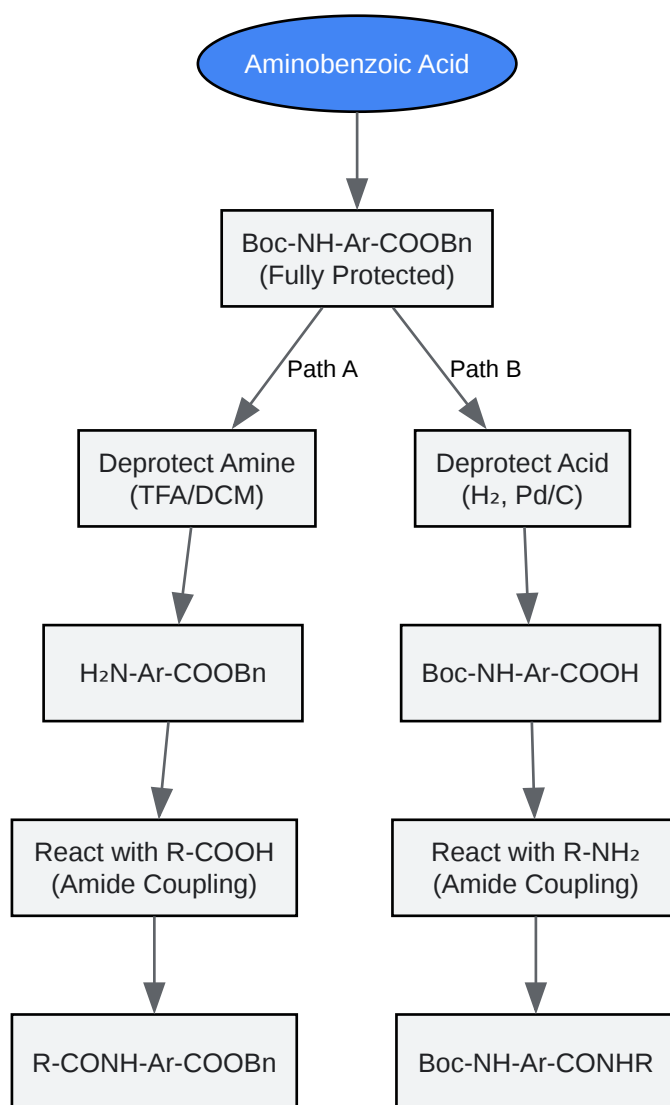 Aminobenzoic Acid
Boc-NH-Ar-COOBn
(Fully Protected)
Path A
Path B
Deprotect Amine
(TFA/DCM)
Deprotect Acid
(H₂, Pd/C)
H₂N-Ar-COOBn
Boc-NH-Ar-COOH
React with R-COOH
(Amide Coupling)
React with R-NH₂
(Amide Coupling)
R-CONH-Ar-COOBn
Boc-NH-Ar-CONHR